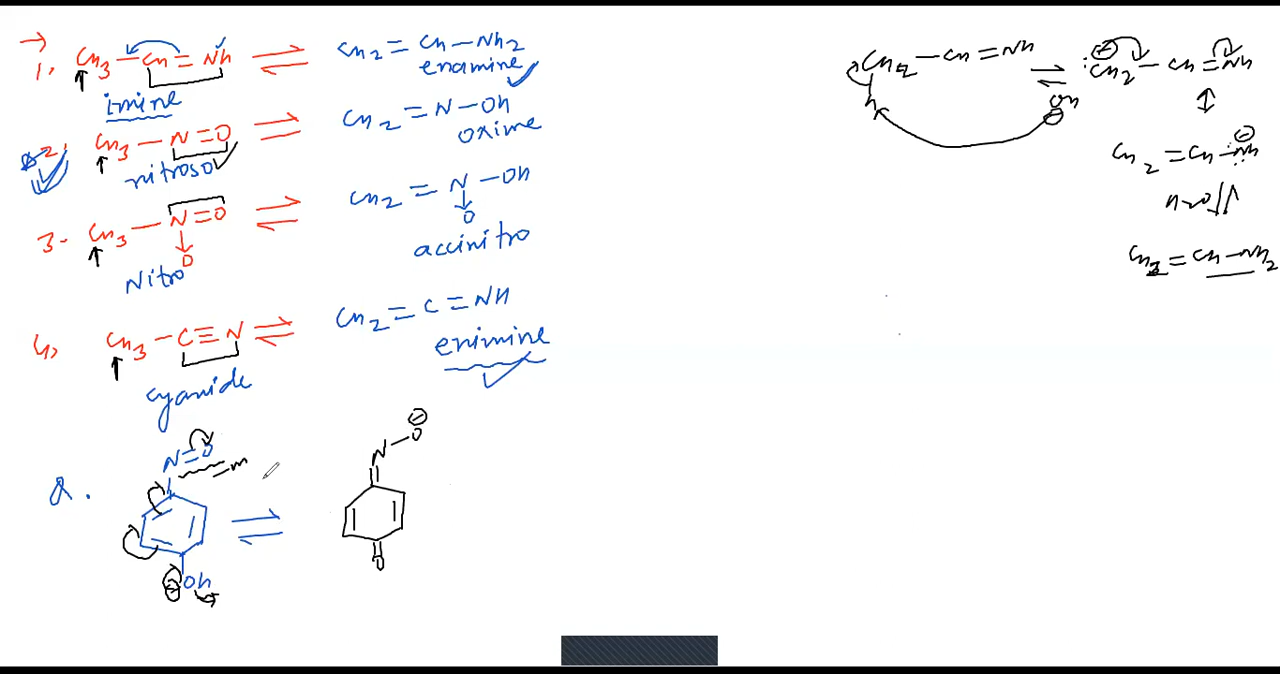 →
1. CH3 — CH = NH ⇌ CH2 = CH — NH2
imine enamine
2. CH3 — N = O ⇌ CH2 = N — OH
nitroso oxime
3- CH3 — N = O ⇌ CH2 = N — OH
↓ O ↓ O
Nitro accinitro
4, CH3 — C ≡ N ⇌ CH2 = C = NH
cyanide enimine
Q. N = O ⇌ N — O ⊖
= m
⊖ OH O
CH2 — CH = NH ⇌ : ⊖ CH2 — CH = NH
H OH ⊖
↕
CH2 = CH — NH ⊖
H2O
CH2 = CH — NH2